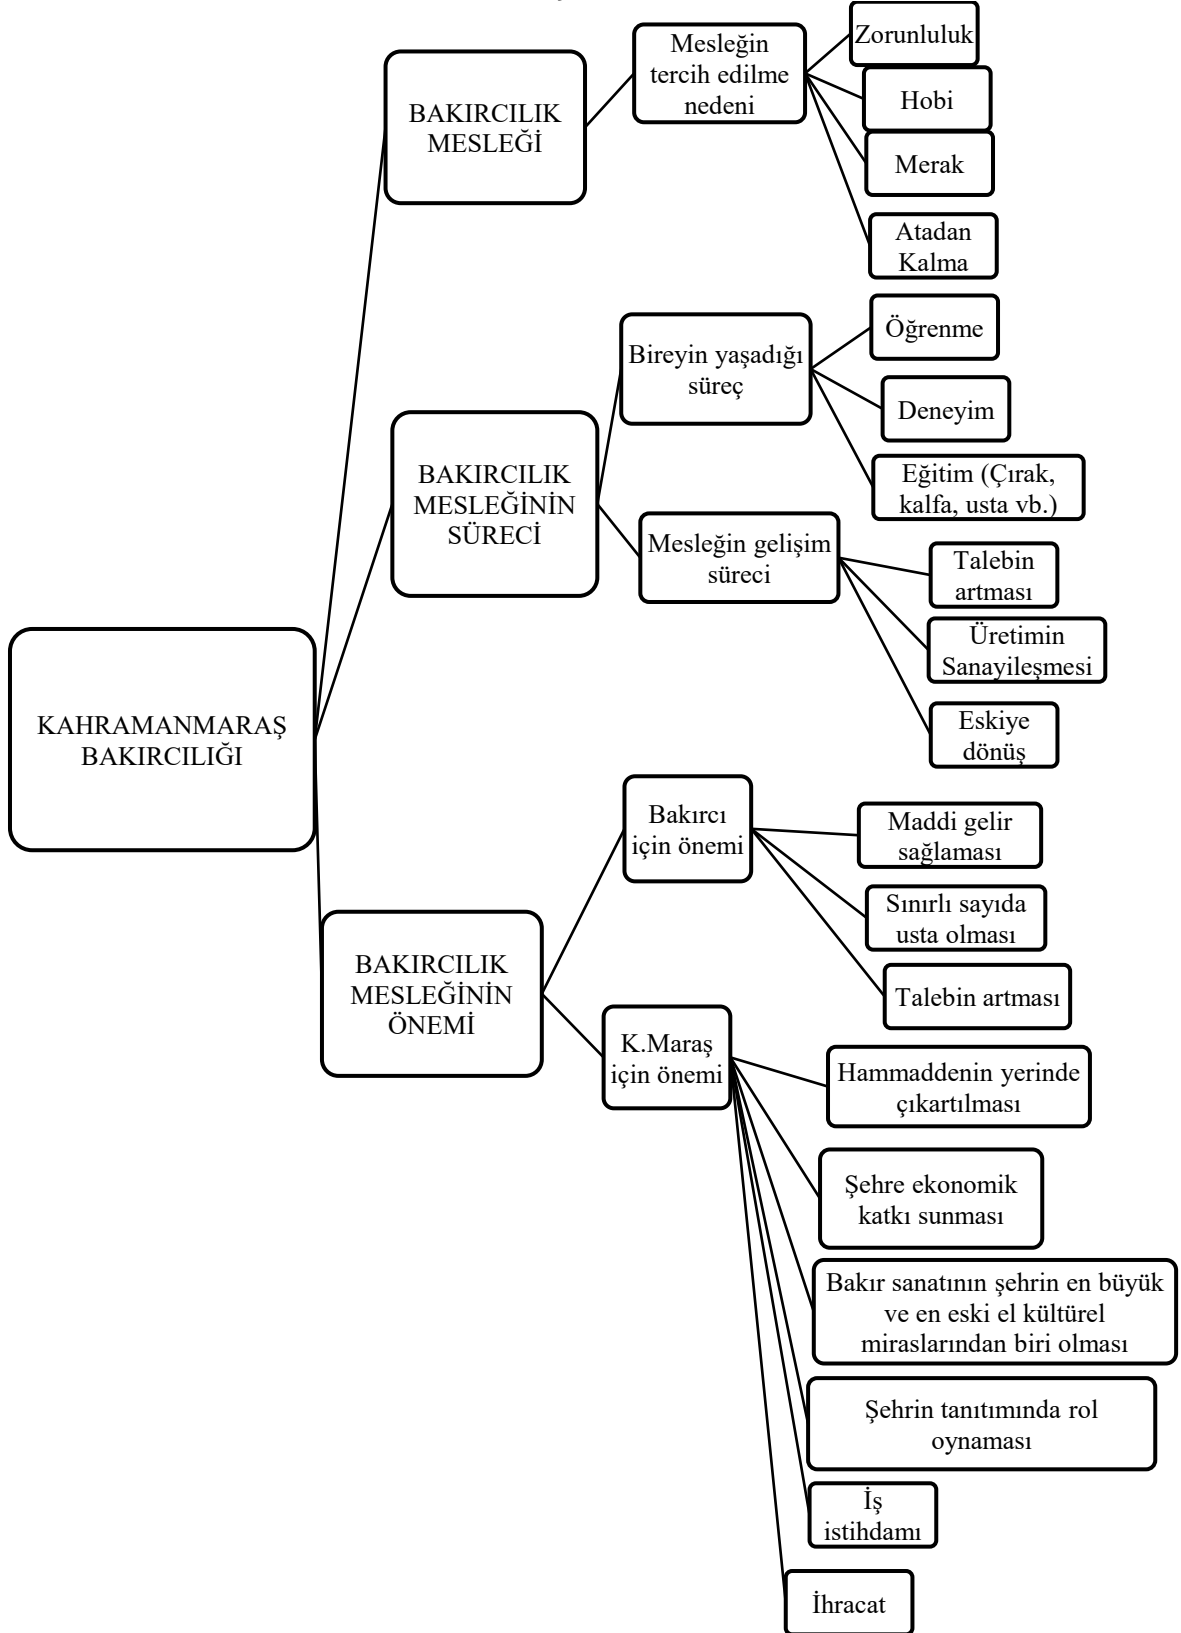 KAHRAMANMARAŞ
BAKIRCILIĞI
BAKIRCILIK
MESLEĞİ
Mesleğin
tercih edilme
nedeni
Zorunluluk
Hobi
Merak
Atadan
Kalma
BAKIRCILIK
MESLEĞİNİN
SÜRECİ
Bireyin yaşadığı
süreç
Öğrenme
Deneyim
Eğitim (Çırak,
kalfa, usta vb.)
Mesleğin gelişim
süreci
Talebin
artması
Üretimin
Sanayileşmesi
Eskiye
dönüş
BAKIRCILIK
MESLEĞİNİN
ÖNEMİ
Bakırcı
için önemi
Maddi gelir
sağlaması
Sınırlı sayıda
usta olması
Talebin artması
K.Maraş
için önemi
Hammaddenin yerinde
çıkartılması
Şehre ekonomik
katkı sunması
Bakır sanatının şehrin en büyük
ve en eski el kültürel
miraslarından biri olması
Şehrin tanıtımında rol
oynaması
İş
istihdamı
İhracat